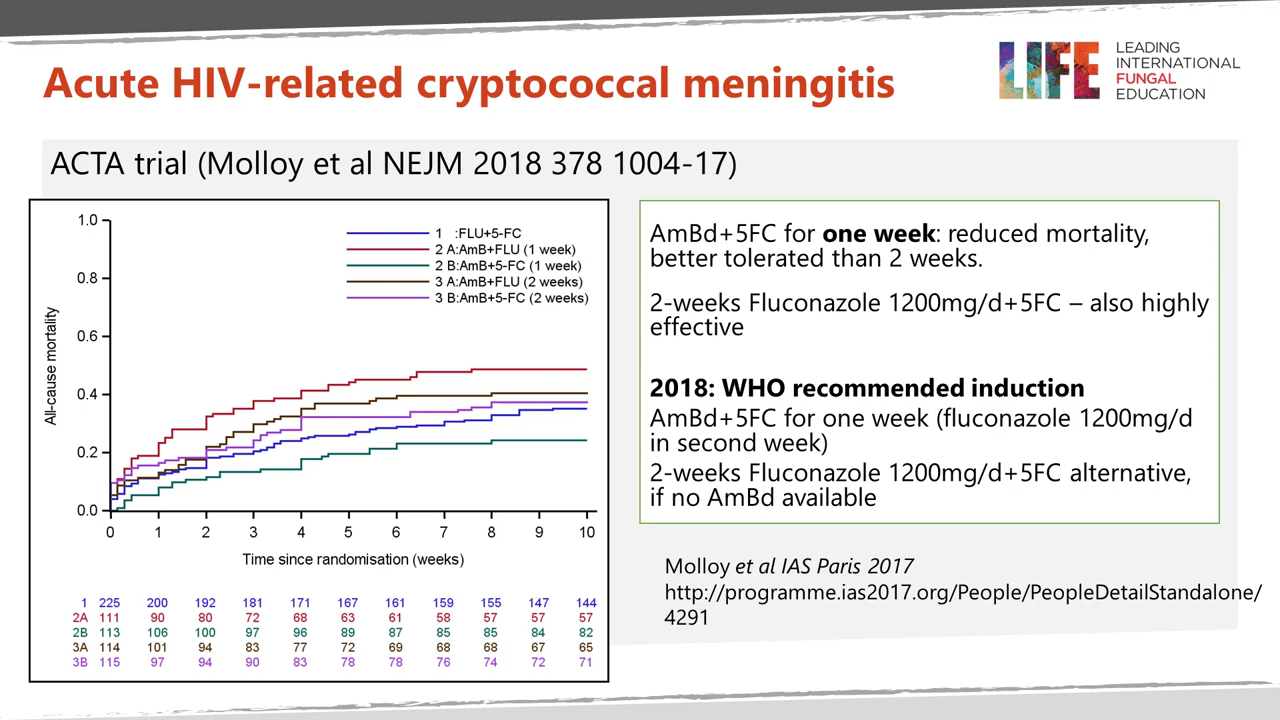 Acute HIV-related cryptococcal meningitis
LIFE
LEADING
INTERNATIONAL
FUNGAL
EDUCATION
ACTA trial (Molloy et al NEJM 2018 378 1004-17)
1.0
0.8
0.6
0.4
0.2
0.0
All-cause mortality
1 :FLU+5-FC
2 A:AmB+FLU (1 week)
2 B:AmB+5-FC (1 week)
3 A:AmB+FLU (2 weeks)
3 B:AmB+5-FC (2 weeks)
0 1 2 3 4 5 6 7 8 9 10
Time since randomisation (weeks)
1 225 200 192 181 171 167 161 159 155 147 144
2A 111 90 80 72 68 63 61 58 57 57 57
2B 113 106 100 97 96 89 87 85 85 84 82
3A 114 101 94 83 77 72 69 68 68 67 65
3B 115 97 94 90 83 78 78 76 74 72 71
AmBd+5FC for one week: reduced mortality,
better tolerated than 2 weeks.
2-weeks Fluconazole 1200mg/d+5FC – also highly
effective
2018: WHO recommended induction
AmBd+5FC for one week (fluconazole 1200mg/d
in second week)
2-weeks Fluconazole 1200mg/d+5FC alternative,
if no AmBd available
Molloy et al IAS Paris 2017
http://programme.ias2017.org/People/PeopleDetailStandalone/
4291